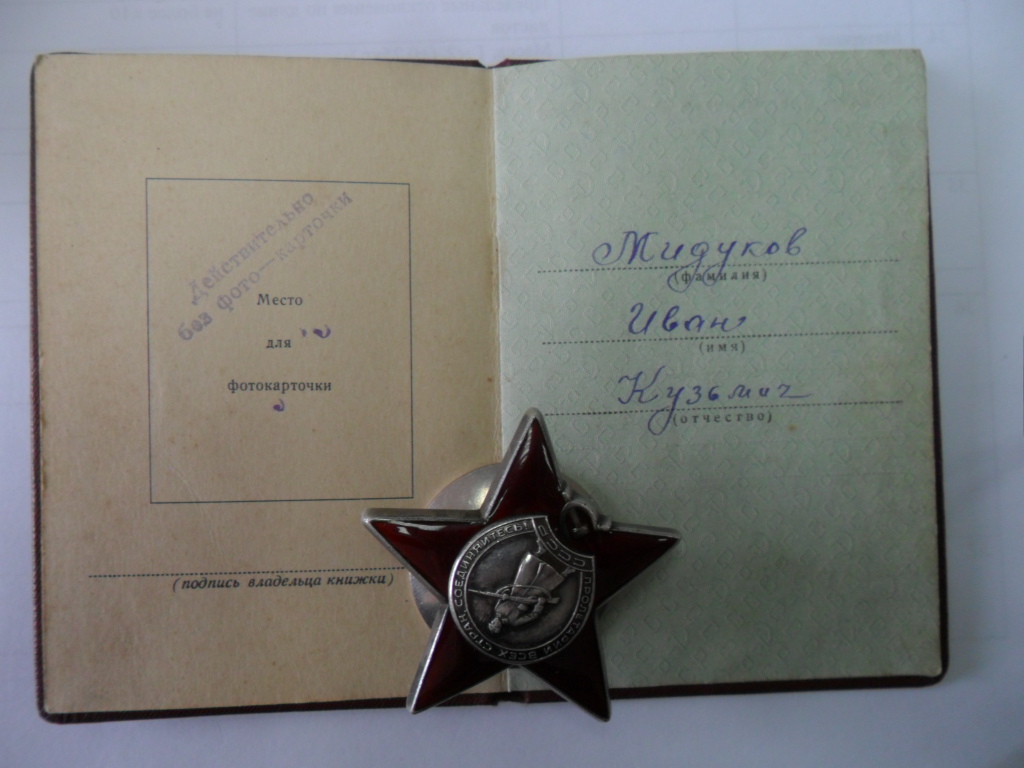 „Действительно
без фото—карточки
Место
для
фотокарточки
(подпись владельца книжки)
Мидуков
(фамилия)
Иван
(имя)
Кузьмич
(отчество)
ПРОЛЕТАРИИ ВСЕХ СТРАН, СОЕДИНЯЙТЕСЬ!
СССР